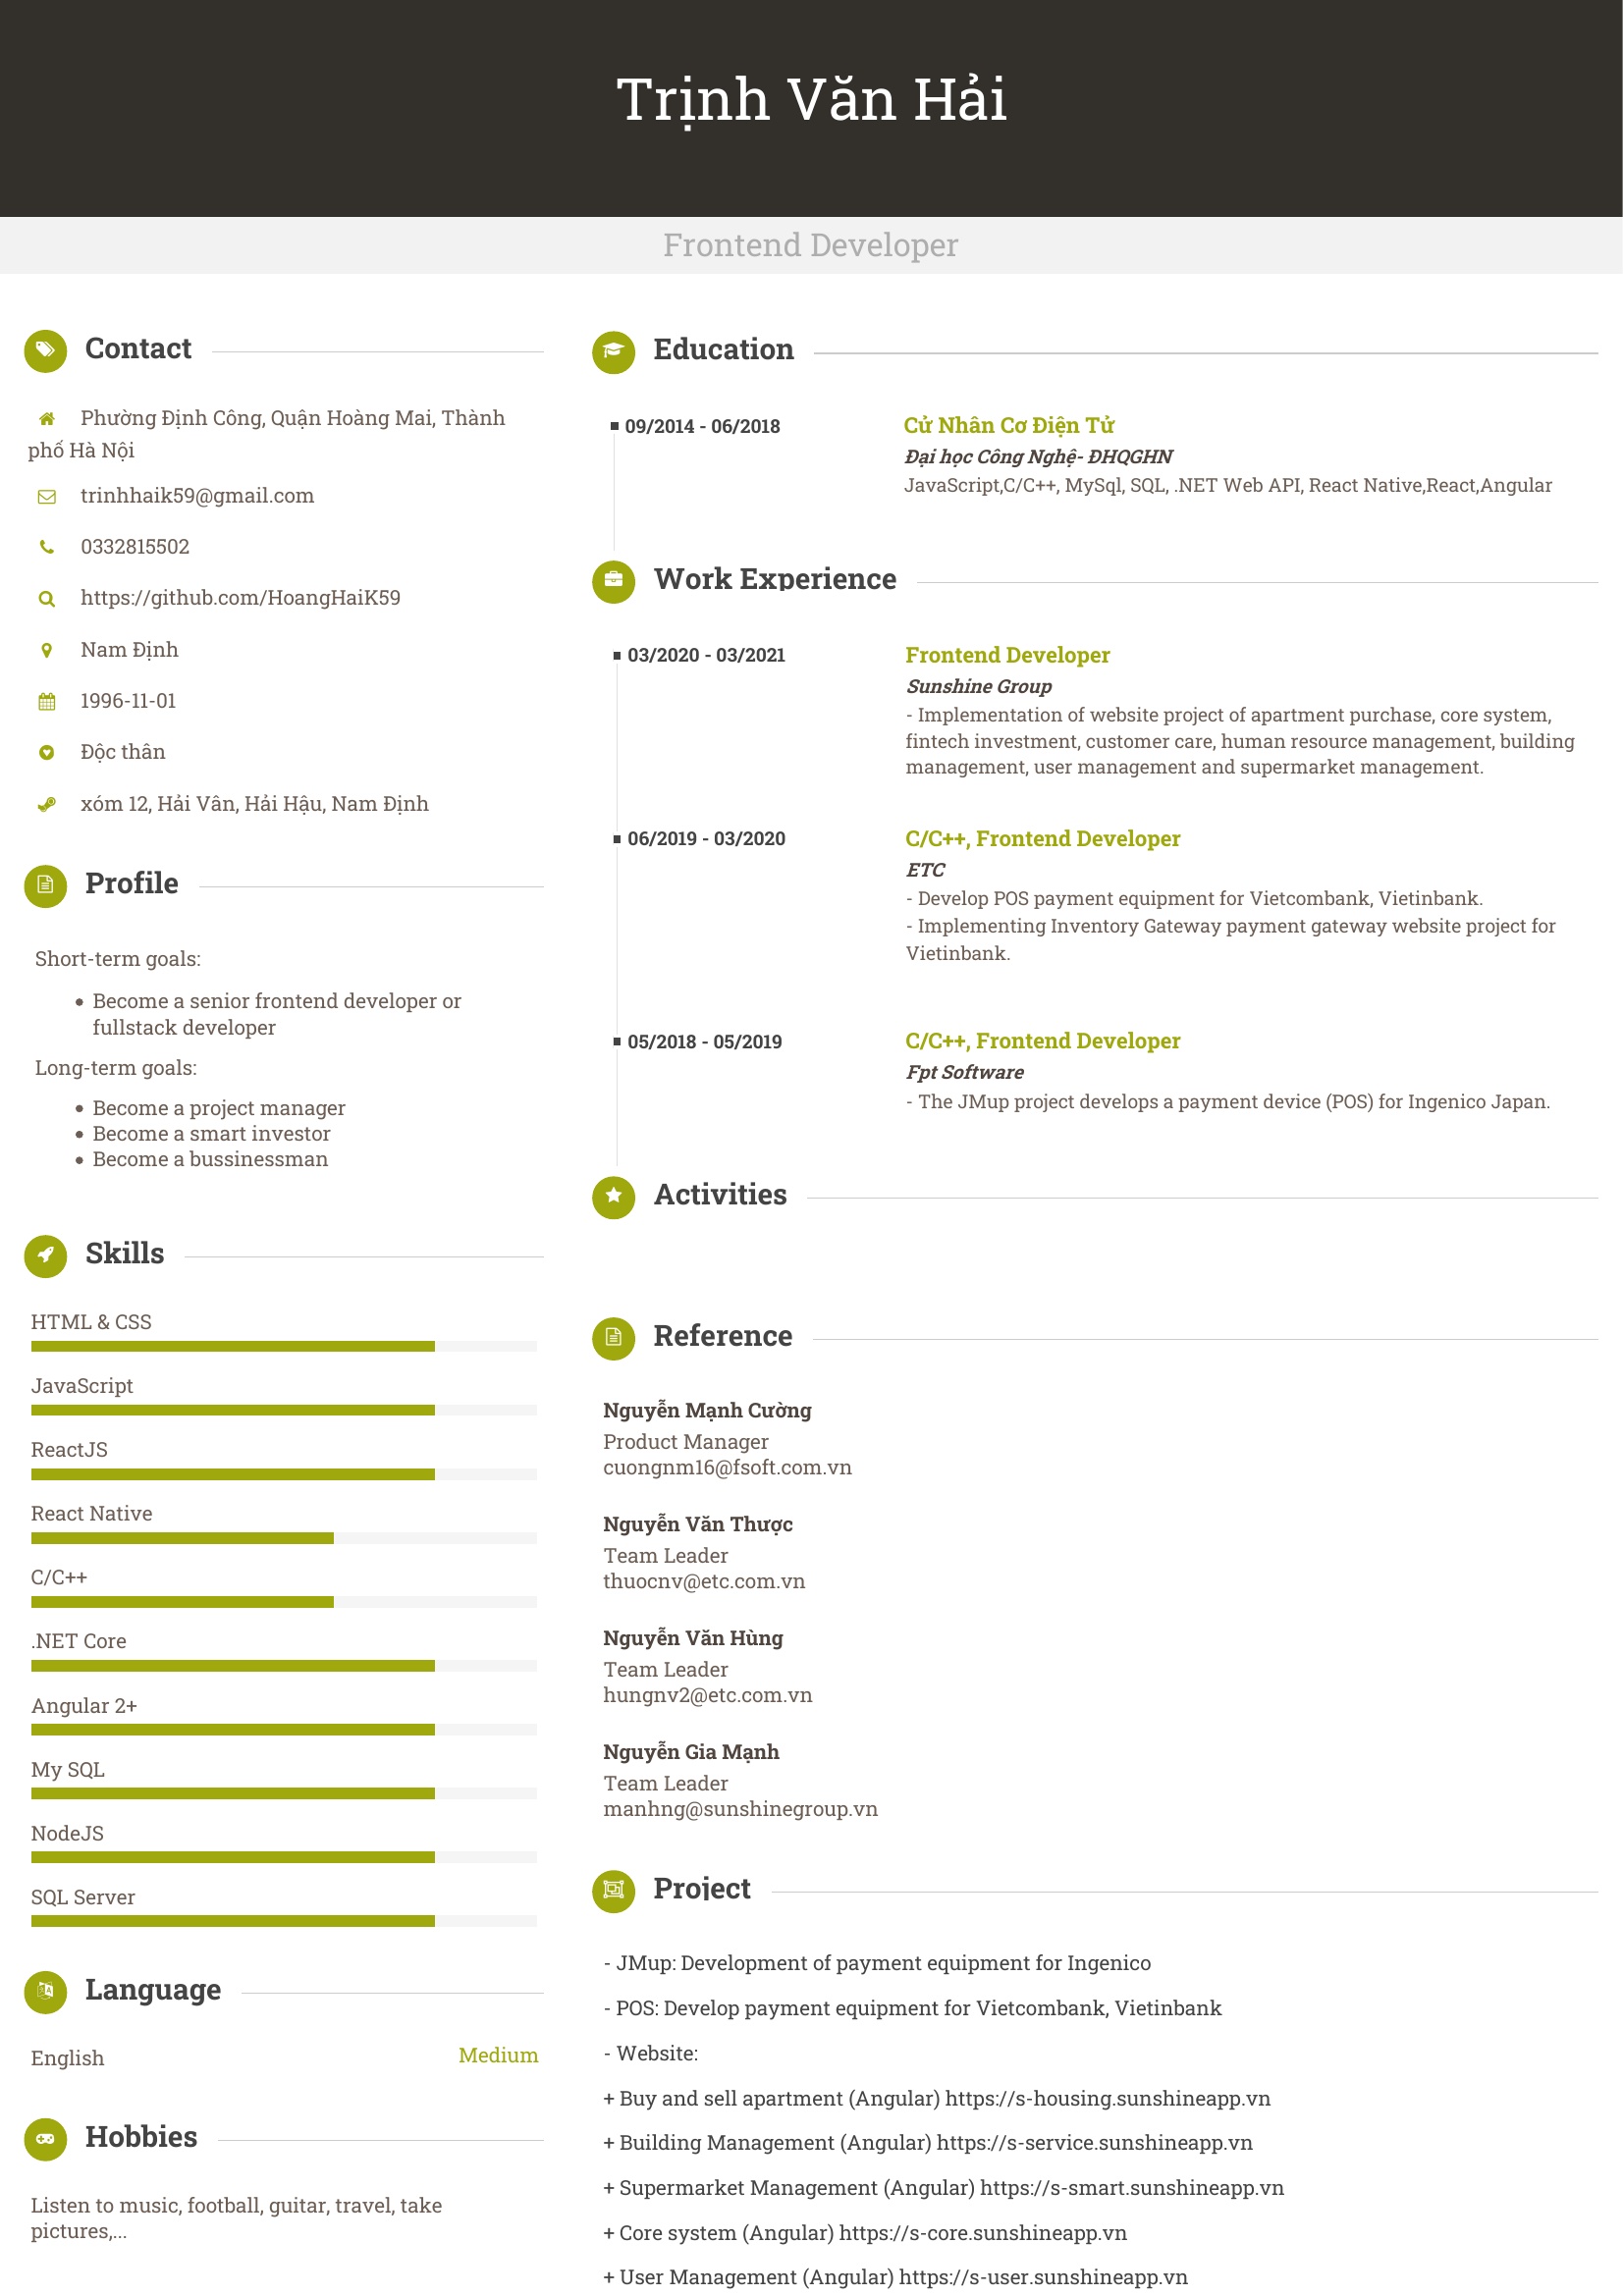 Trịnh Văn Hải
Frontend Developer
Contact
Phường Định Công, Quận Hoàng Mai, Thành
phố Hà Nội
trinhhaik59@gmail.com
0332815502
https://github.com/HoangHaiK59
Nam Định
1996-11-01
Độc thân
xóm 12, Hải Vân, Hải Hậu, Nam Định
Profile
Short-term goals:
• Become a senior frontend developer or
fullstack developer
Long-term goals:
• Become a project manager
• Become a smart investor
• Become a bussinessman
Skills
HTML & CSS
JavaScript
ReactJS
React Native
C/C++
.NET Core
Angular 2+
My SQL
NodeJS
SQL Server
Language
English Medium
Hobbies
Listen to music, football, guitar, travel, take
pictures,...
Education
09/2014 - 06/2018
Cử Nhân Cơ Điện Tử
Đại học Công Nghệ- ĐHQGHN
JavaScript,C/C++, MySql, SQL, .NET Web API, React Native,React,Angular
Work Experience
03/2020 - 03/2021
Frontend Developer
Sunshine Group
- Implementation of website project of apartment purchase, core system,
fintech investment, customer care, human resource management, building
management, user management and supermarket management.
06/2019 - 03/2020
C/C++, Frontend Developer
ETC
- Develop POS payment equipment for Vietcombank, Vietinbank.
- Implementing Inventory Gateway payment gateway website project for
Vietinbank.
05/2018 - 05/2019
C/C++, Frontend Developer
Fpt Software
- The JMup project develops a payment device (POS) for Ingenico Japan.
Activities
Reference
Nguyễn Mạnh Cường
Product Manager
cuongnm16@fsoft.com.vn
Nguyễn Văn Thược
Team Leader
thuocnv@etc.com.vn
Nguyễn Văn Hùng
Team Leader
hungnv2@etc.com.vn
Nguyễn Gia Mạnh
Team Leader
manhng@sunshinegroup.vn
Project
- JMup: Development of payment equipment for Ingenico
- POS: Develop payment equipment for Vietcombank, Vietinbank
- Website:
+ Buy and sell apartment (Angular) https://s-housing.sunshineapp.vn
+ Building Management (Angular) https://s-service.sunshineapp.vn
+ Supermarket Management (Angular) https://s-smart.sunshineapp.vn
+ Core system (Angular) https://s-core.sunshineapp.vn
+ User Management (Angular) https://s-user.sunshineapp.vn